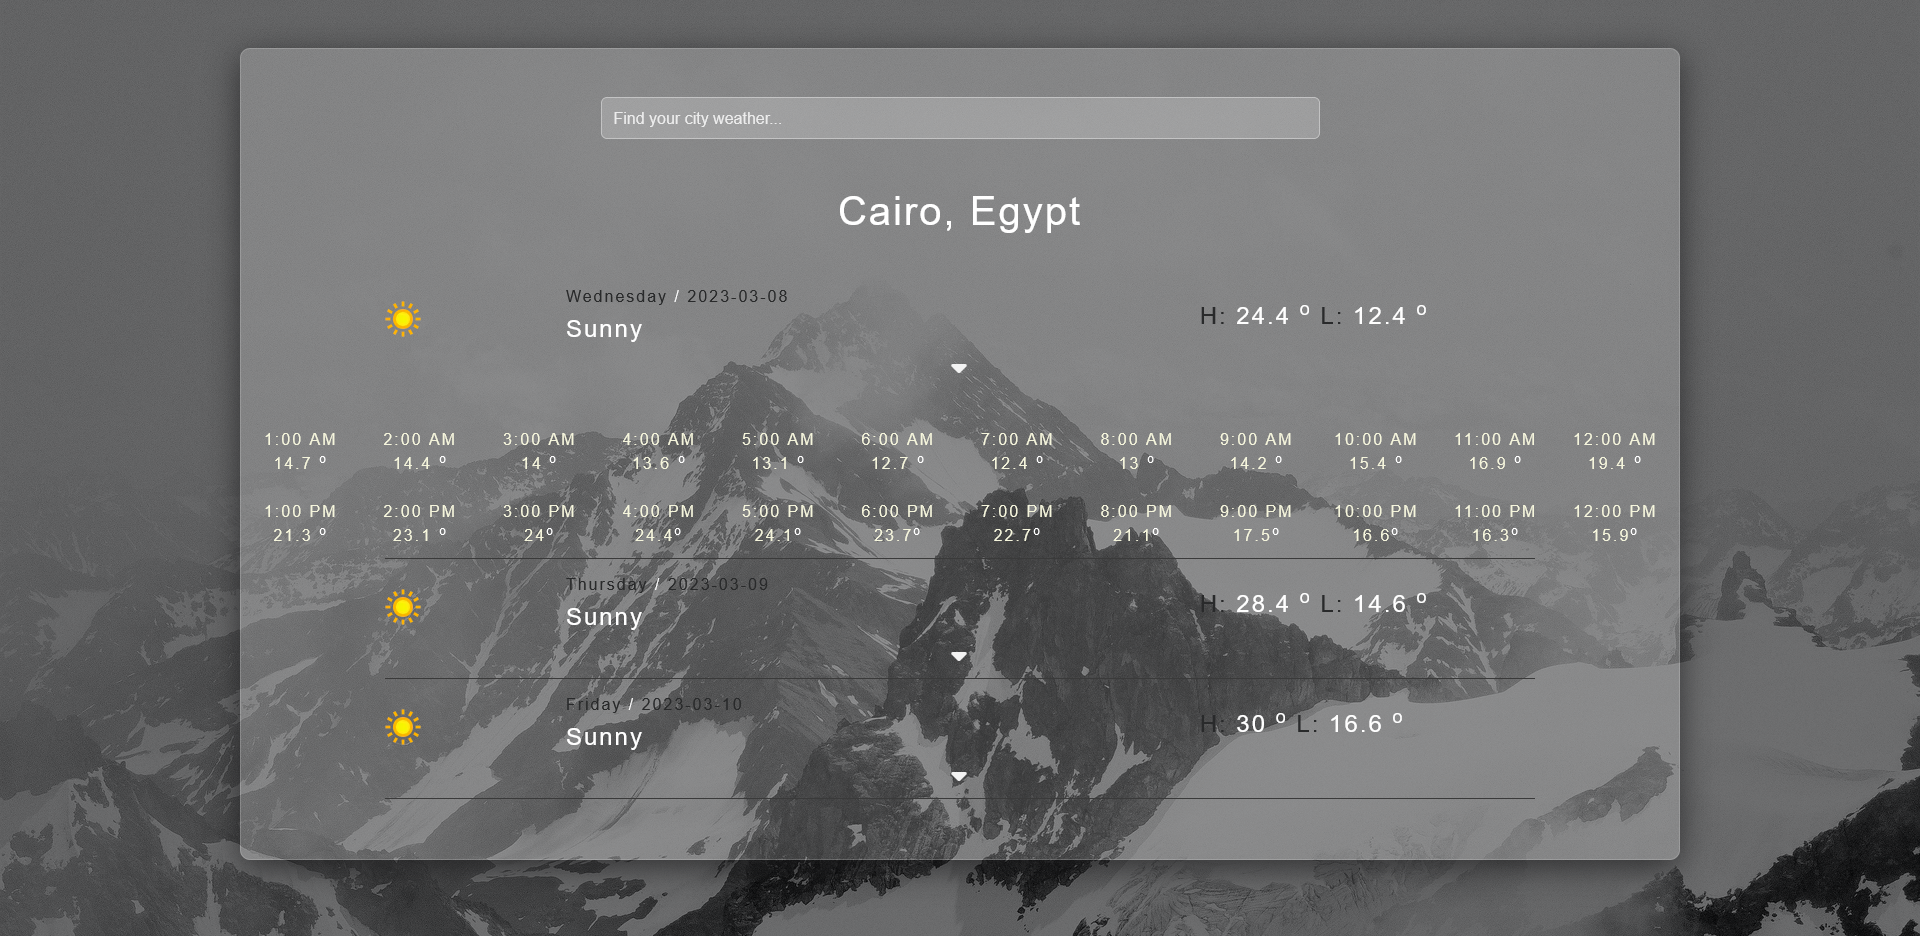 Find your city weather...
Cairo, Egypt
Wednesday / 2023-03-08
Sunny
H: 24.4 º L: 12.4 º
1:00 AM 2:00 AM 3:00 AM 4:00 AM 5:00 AM 6:00 AM 7:00 AM 8:00 AM 9:00 AM 10:00 AM 11:00 AM 12:00 AM
14.7 º 14.4 º 14 º 13.6 º 13.1 º 12.7 º 12.4 º 13 º 14.2 º 15.4 º 16.9 º 19.4 º
1:00 PM 2:00 PM 3:00 PM 4:00 PM 5:00 PM 6:00 PM 7:00 PM 8:00 PM 9:00 PM 10:00 PM 11:00 PM 12:00 PM
21.3 º 23.1 º 24º 24.4º 24.1º 23.7º 22.7º 21.1º 17.5º 16.6º 16.3º 15.9º
Thursday / 2023-03-09
Sunny
H: 28.4 º L: 14.6 º
Friday / 2023-03-10
Sunny
H: 30 º L: 16.6 º